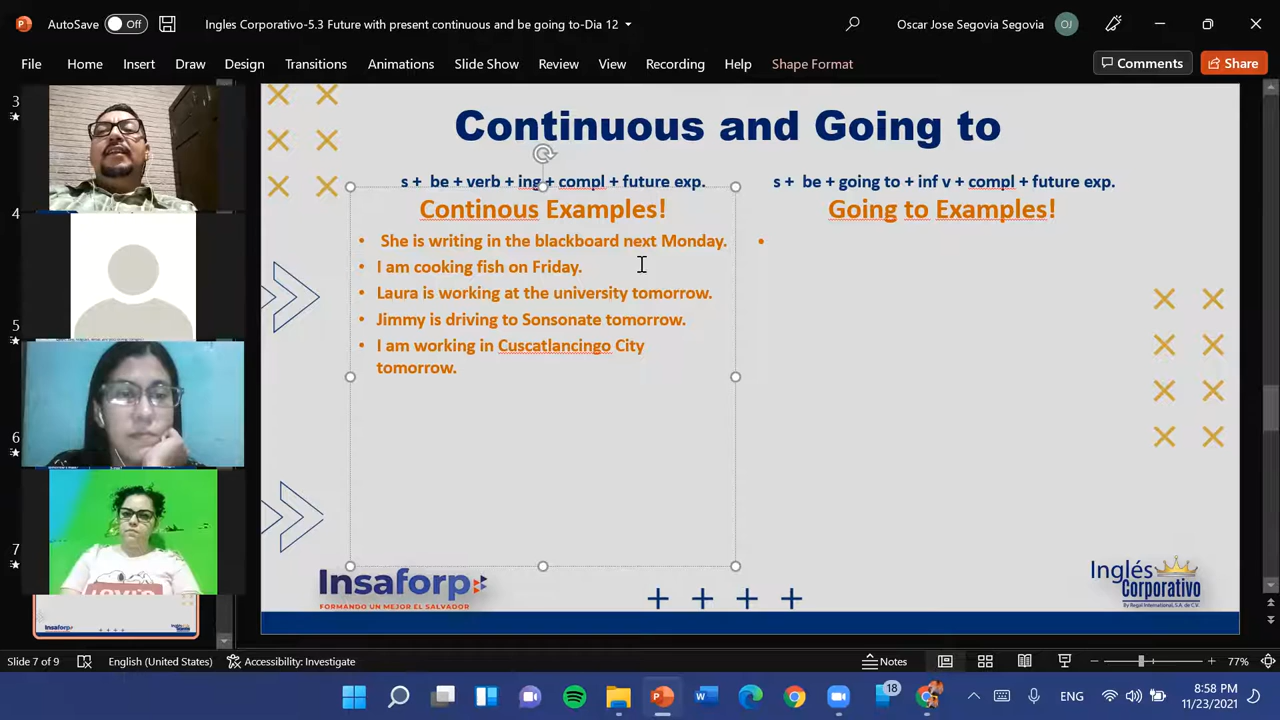 AutoSave Off Ingles Corporativo-5.3 Future with present continuous and be going to-Dia 12 Oscar Jose Segovia Segovia OJ
File Home Insert Draw Design Transitions Animations Slide Show Review View Recording Help Shape Format Comments Share
3
4
5
6
7
Continuous and Going to
s + be + verb + ing + compl + future exp.
Continous Examples!
• She is writing in the blackboard next Monday.
• I am cooking fish on Friday.
• Laura is working at the university tomorrow.
• Jimmy is driving to Sonsonate tomorrow.
• I am working in Cuscatlancingo City
tomorrow.
s + be + going to + inf v + compl + future exp.
Going to Examples!
•
Insaforp
FORMANDO UN MEJOR EL SALVADOR
Inglés
Corporativo
By Regal International, S.A. de C.V.
Slide 7 of 9 English (United States) Accessibility: Investigate Notes 77%
18 ENG 8:58 PM
11/23/2021